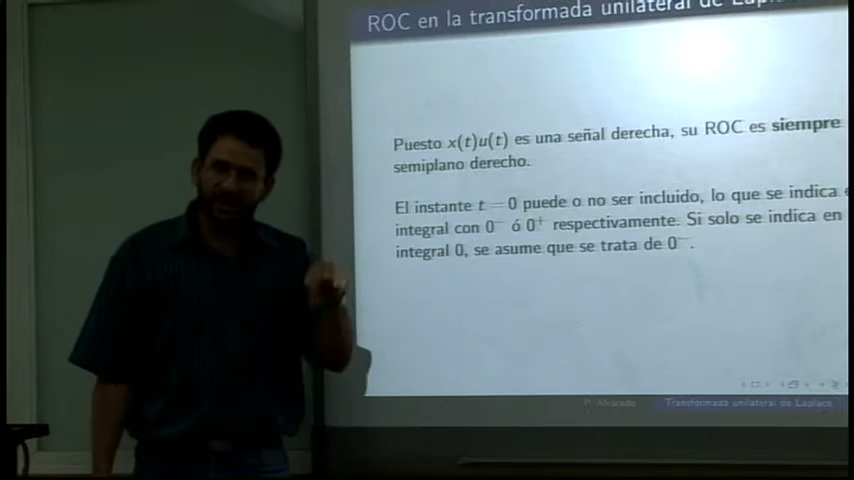 ROC en la transformada unilateral de
Puesto x(t)u(t) es una señal derecha, su ROC es siempre
semiplano derecho.
El instante t = 0 puede o no ser incluido, lo que se indica
integral con 0⁻ ó 0⁺ respectivamente. Si solo se indica en
integral 0, se asume que se trata de 0⁻.
P. Alvarado Transformada unilateral de Laplace